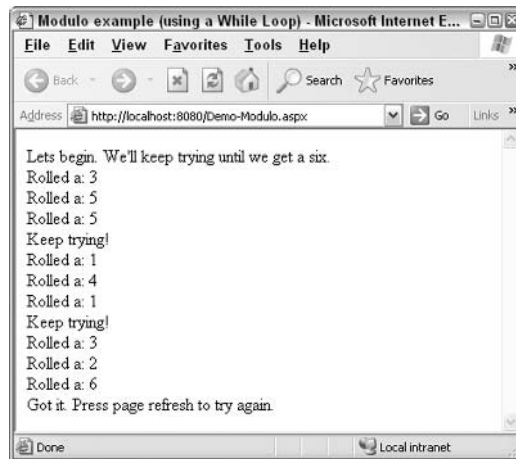 Modulo example (using a While Loop) - Microsoft Internet E...
File Edit View Favorites Tools Help
Back Search Favorites
Address http://localhost:8080/Demo-Modulo.aspx Go Links
Lets begin. We'll keep trying until we get a six.
Rolled a: 3
Rolled a: 5
Rolled a: 5
Keep trying!
Rolled a: 1
Rolled a: 4
Rolled a: 1
Keep trying!
Rolled a: 3
Rolled a: 2
Rolled a: 6
Got it. Press page refresh to try again.
Done Local intranet